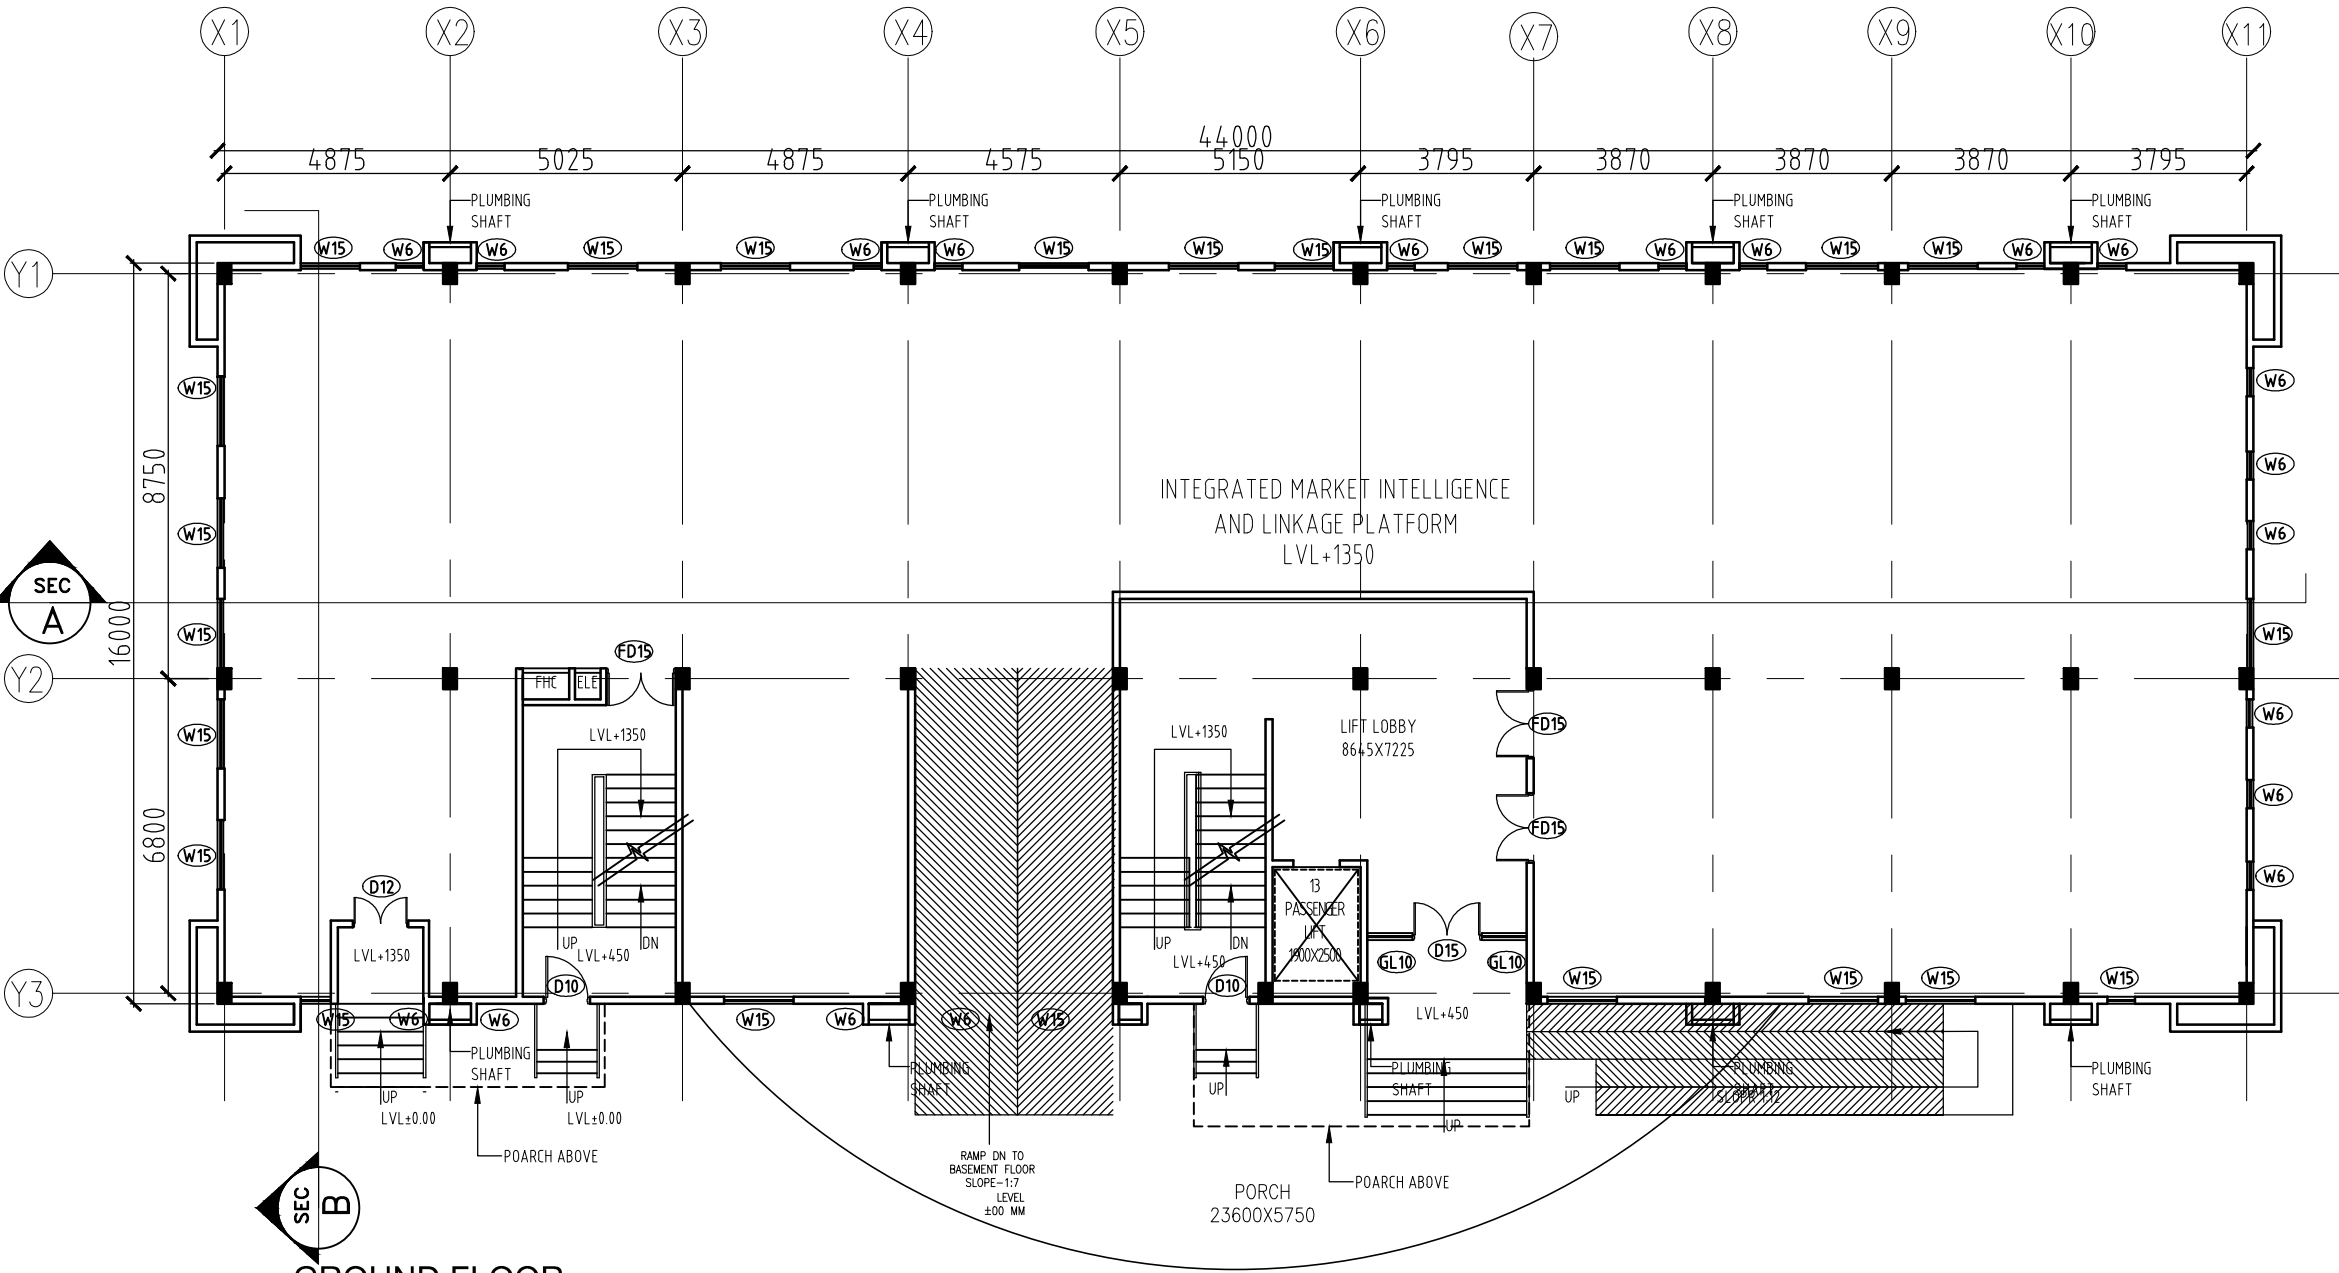 X1 X2 X3 X4 X5 X6 X7 X8 X9 X10 X11
44000
4875 5025 4875 4575 5150 3795 3870 3870 3870 3795
PLUMBING PLUMBING PLUMBING PLUMBING PLUMBING
SHAFT SHAFT SHAFT SHAFT SHAFT
Y1 W15 W6 W6 W15 W15 W6 W6 W15 W15 W15 W6 W15 W15 W6 W6 W15 W15 W6 W6
W15 W6
8750
W6
INTEGRATED MARKET INTELLIGENCE
AND LINKAGE PLATFORM
LVL+1350
W15 W6
SEC
A
16000
W15 W15
FD15
Y2
FHC ELE
W15 W6
LVL+1350 LVL+1350
LIFT LOBBY
8645X7225
FD15
6800
W6
FD15
W15 W6
D12
13
PASSENGER
LIFT
1900X2500
UP DN UP DN
LVL+1350 LVL+450 LVL+450
GL10 D15 GL10
Y3 D10 D10 W15 W15 W15 W15
LVL+450
W15 W6 W6 W15 W6 W6 W15
PLUMBING PLUMBING PLUMBING PLUMBING PLUMBING
SHAFT SHAFT SHAFT SHAFT SHAFT
UP UP UP UP UP
SLOPE 1:12
LVL±0.00 LVL±0.00
POARCH ABOVE
RAMP DN TO
BASEMENT FLOOR
SLOPE-1:7
LEVEL
±00 MM
POARCH ABOVE
PORCH
23600X5750
SEC
B
GROUND FLOOR